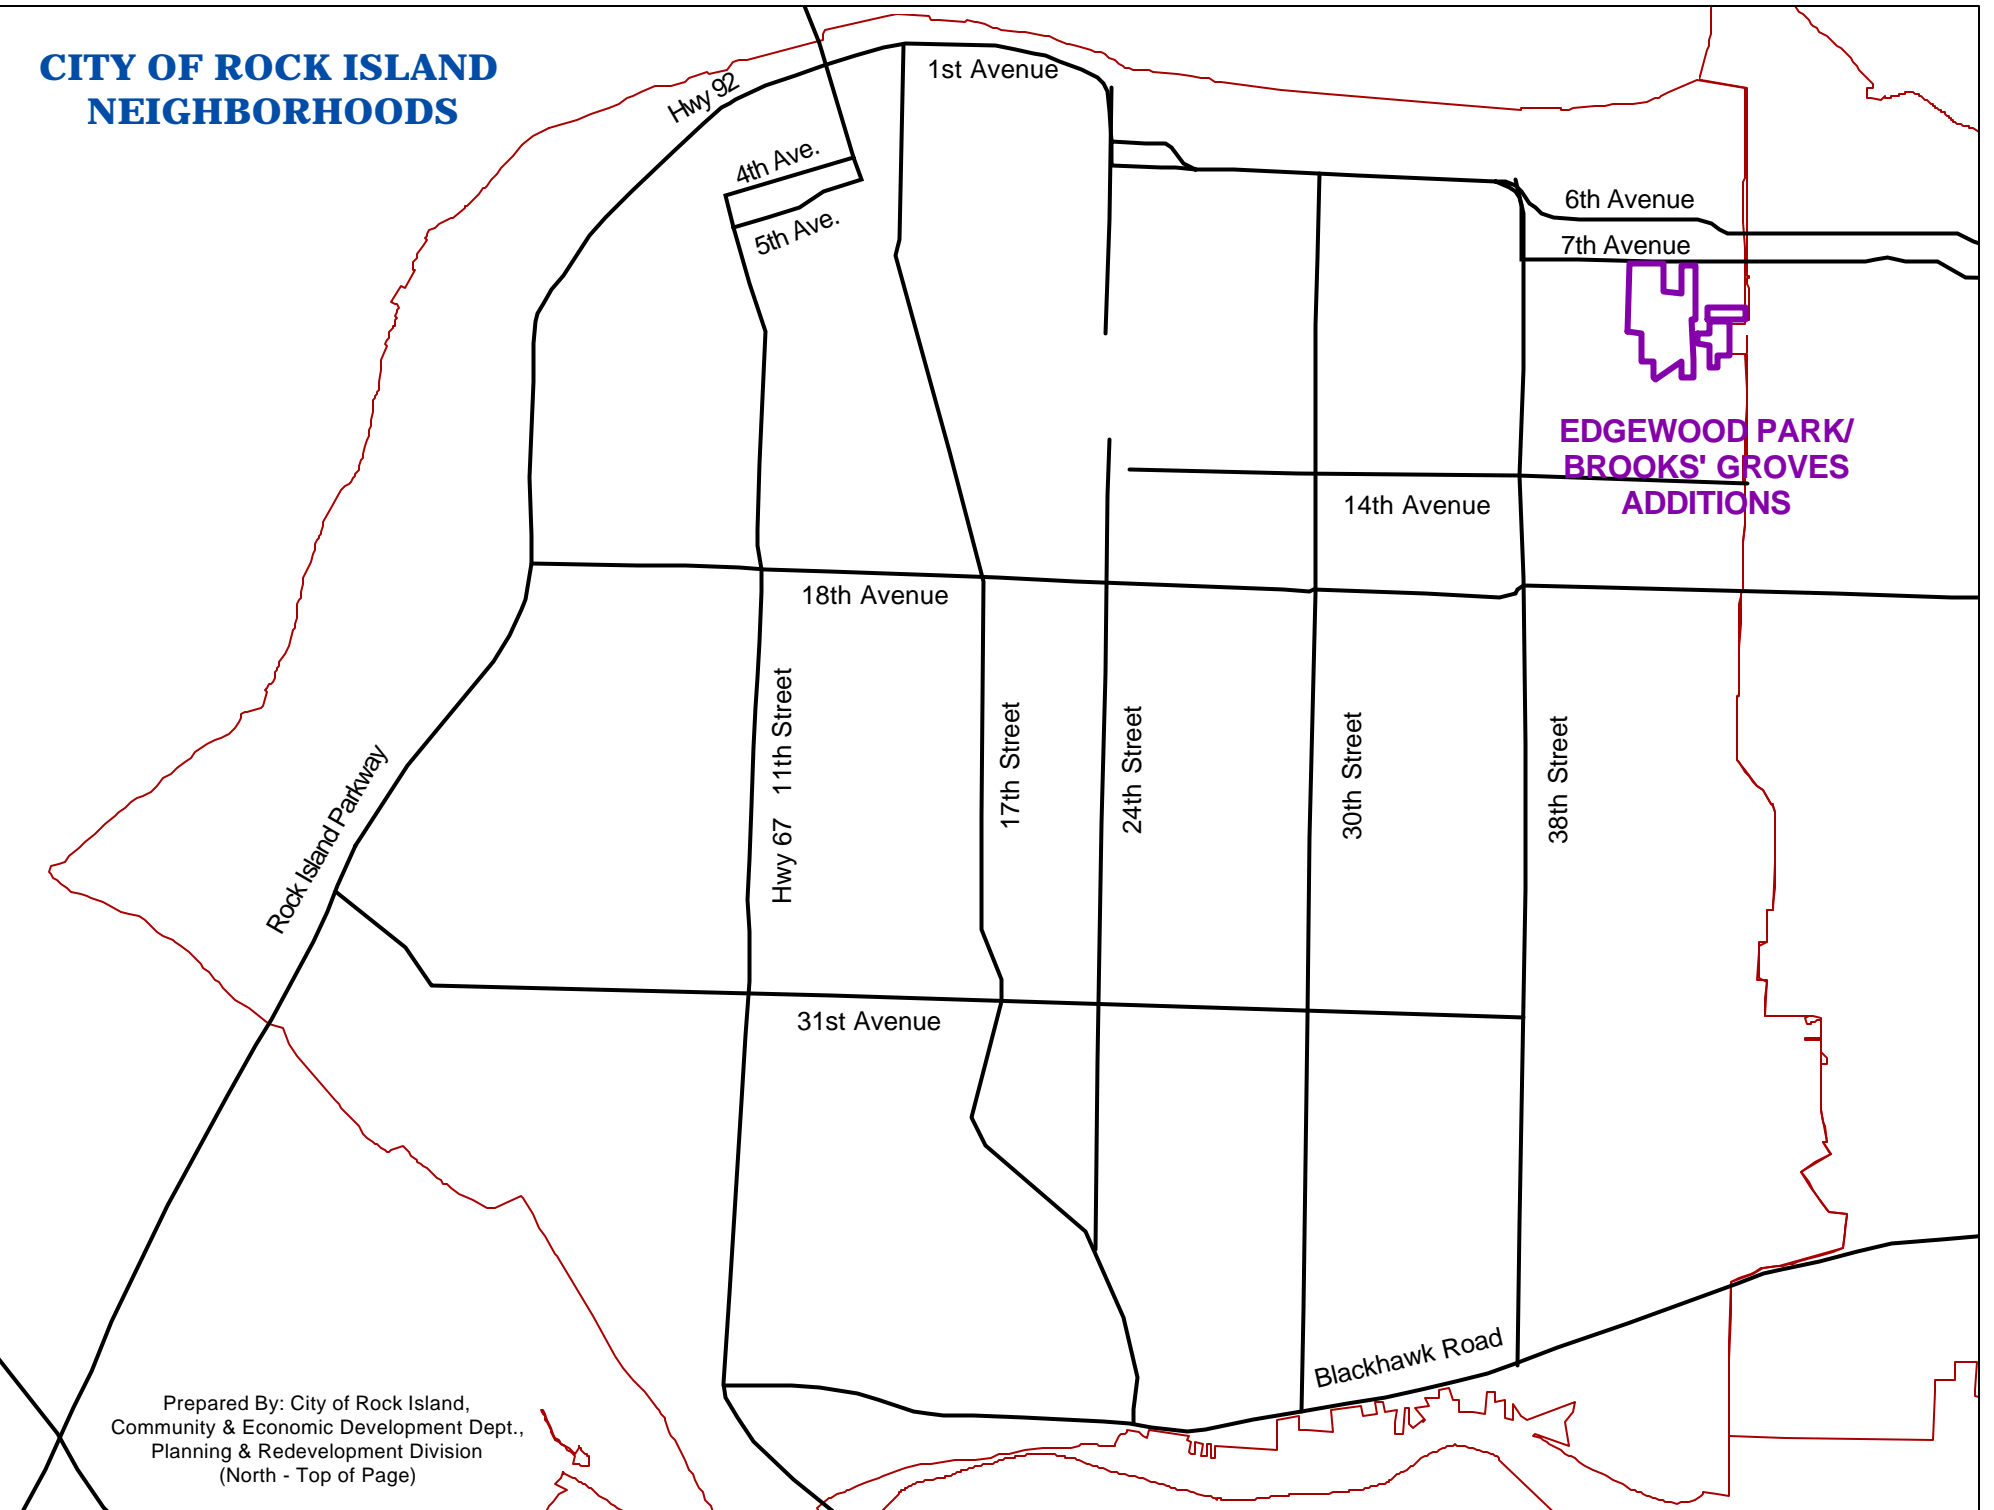 CITY OF ROCK ISLAND
NEIGHBORHOODS
1st Avenue
Hwy 92
4th Ave.
5th Ave.
6th Avenue
7th Avenue
EDGEWOOD PARK/
BROOKS' GROVES
ADDITIONS
14th Avenue
18th Avenue
Hwy 67 11th Street
17th Street
24th Street
30th Street
38th Street
Rock Island Parkway
31st Avenue
Blackhawk Road
Prepared By: City of Rock Island,
Community & Economic Development Dept.,
Planning & Redevelopment Division
(North - Top of Page)